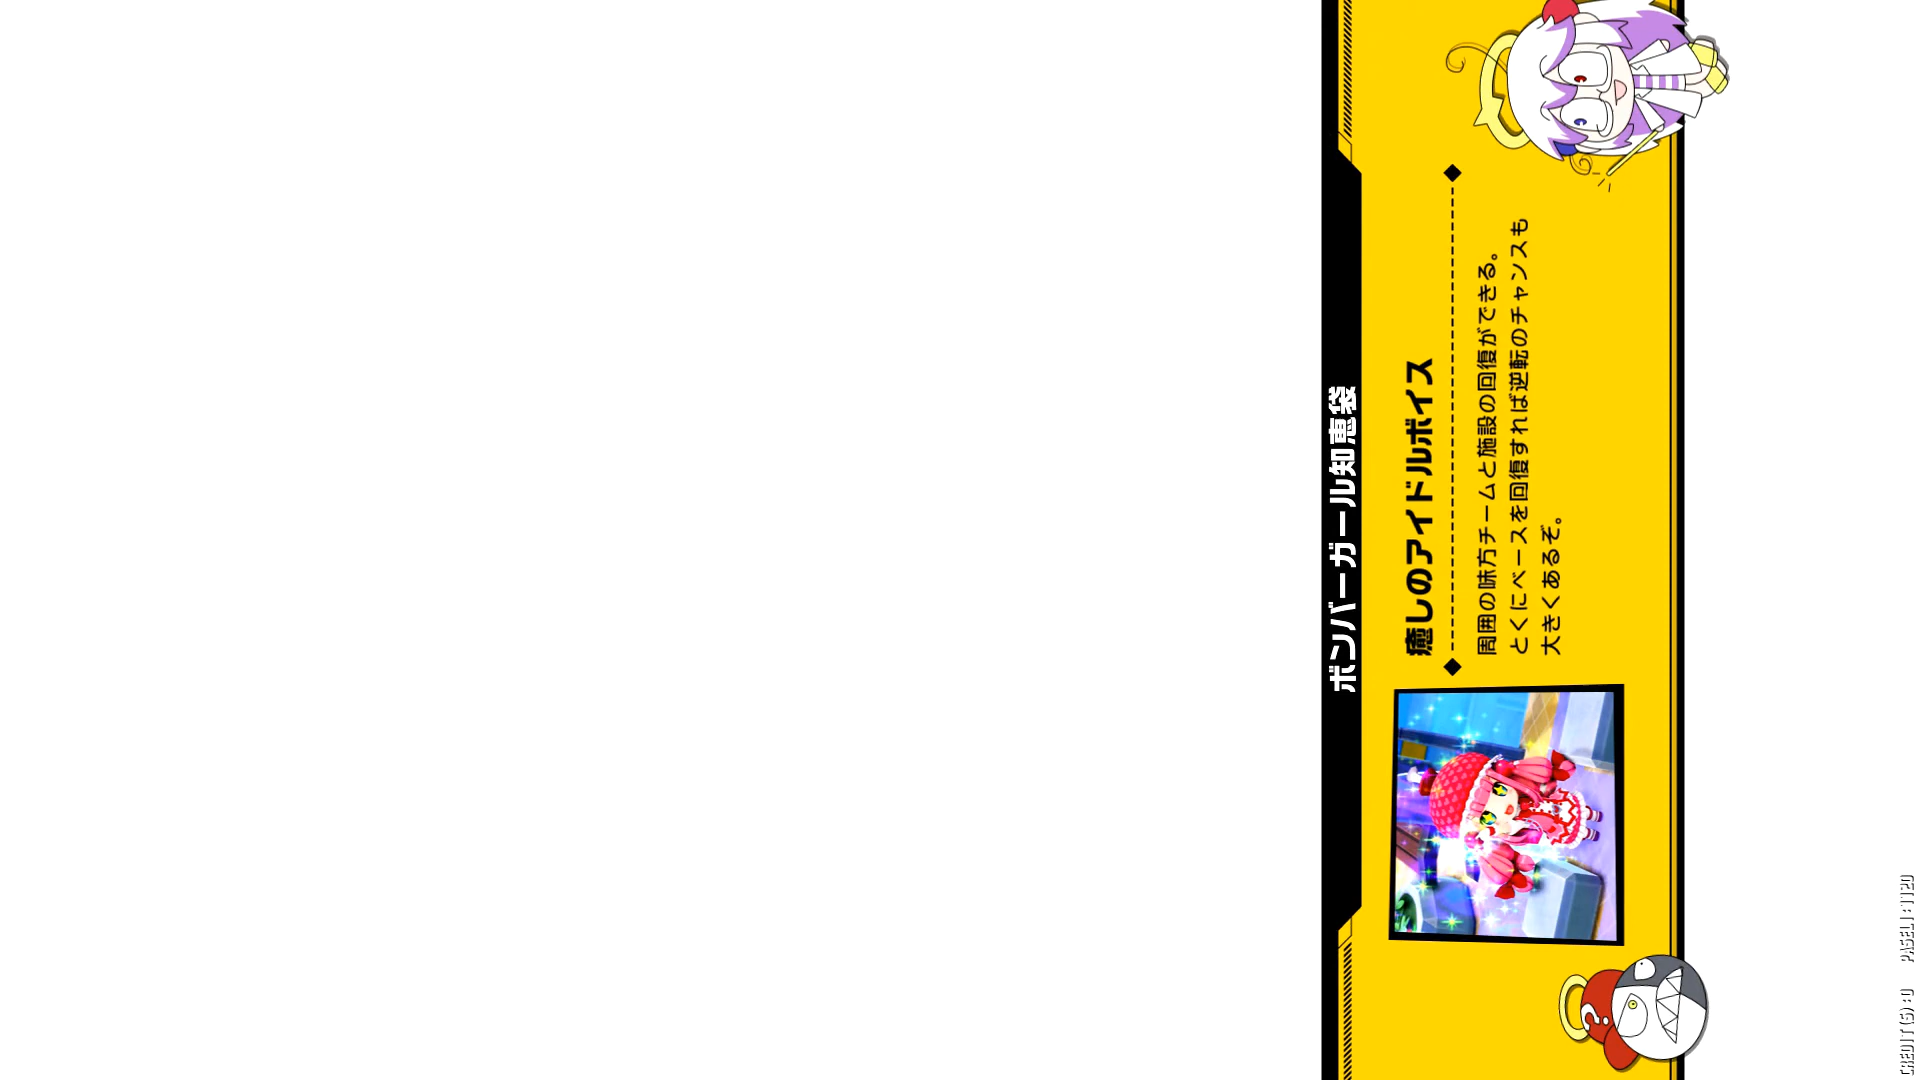 ボンバーガール知恵袋
癒しのアイドルボイス
周囲の味方チームと施設の回復ができる。
とくにベースを回復すれば逆転のチャンスも
大きくあるぞ。
?
CREDIT(S):0 PASELI:1120